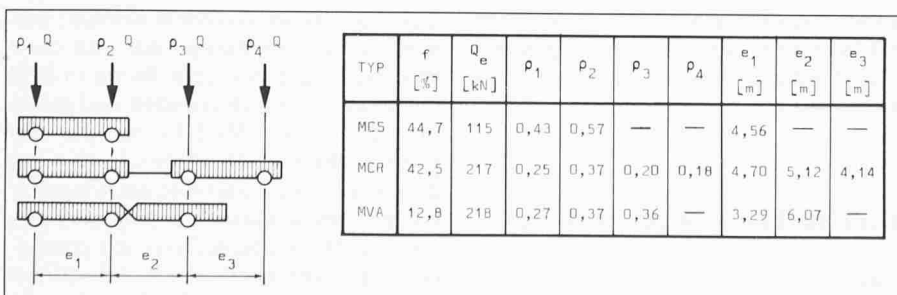 ρ1 Q ρ2 Q ρ3 Q ρ4 Q
e1 e2 e3
TYP f [%] Qe [kN] ρ1 ρ2 ρ3 ρ4 e1 [m] e2 [m] e3 [m]
MCS 44,7 115 0,43 0,57 — — 4,56 — —
MCR 42,5 217 0,25 0,37 0,20 0,18 4,70 5,12 4,14
MVA 12,8 218 0,27 0,37 0,36 — 3,29 6,07 —